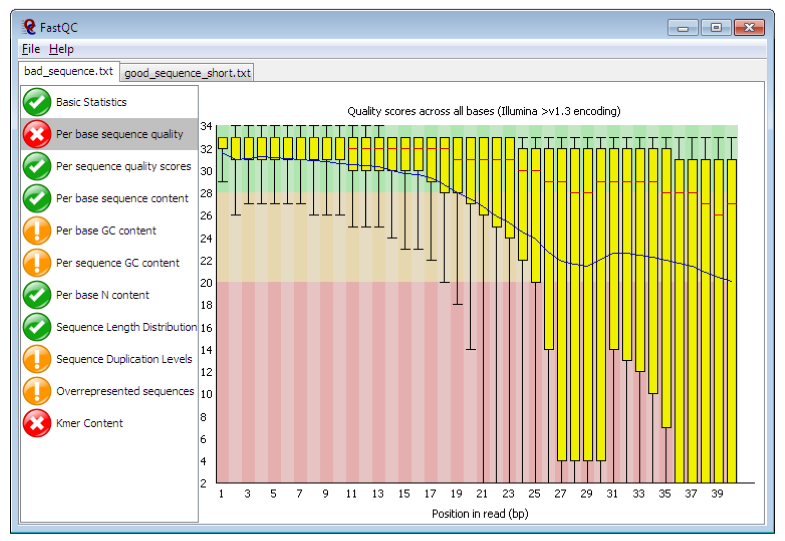 FastQC
File Help
bad_sequence.txt good_sequence_short.txt
Basic Statistics
Per base sequence quality
Per sequence quality scores
Per base sequence content
Per base GC content
Per sequence GC content
Per base N content
Sequence Length Distribution
Sequence Duplication Levels
Overrepresented sequences
Kmer Content
Quality scores across all bases (Illumina >v1.3 encoding)
34
32
30
28
26
24
22
20
18
16
14
12
10
8
6
4
2
1 3 5 7 9 11 13 15 17 19 21 23 25 27 29 31 33 35 37 39
Position in read (bp)